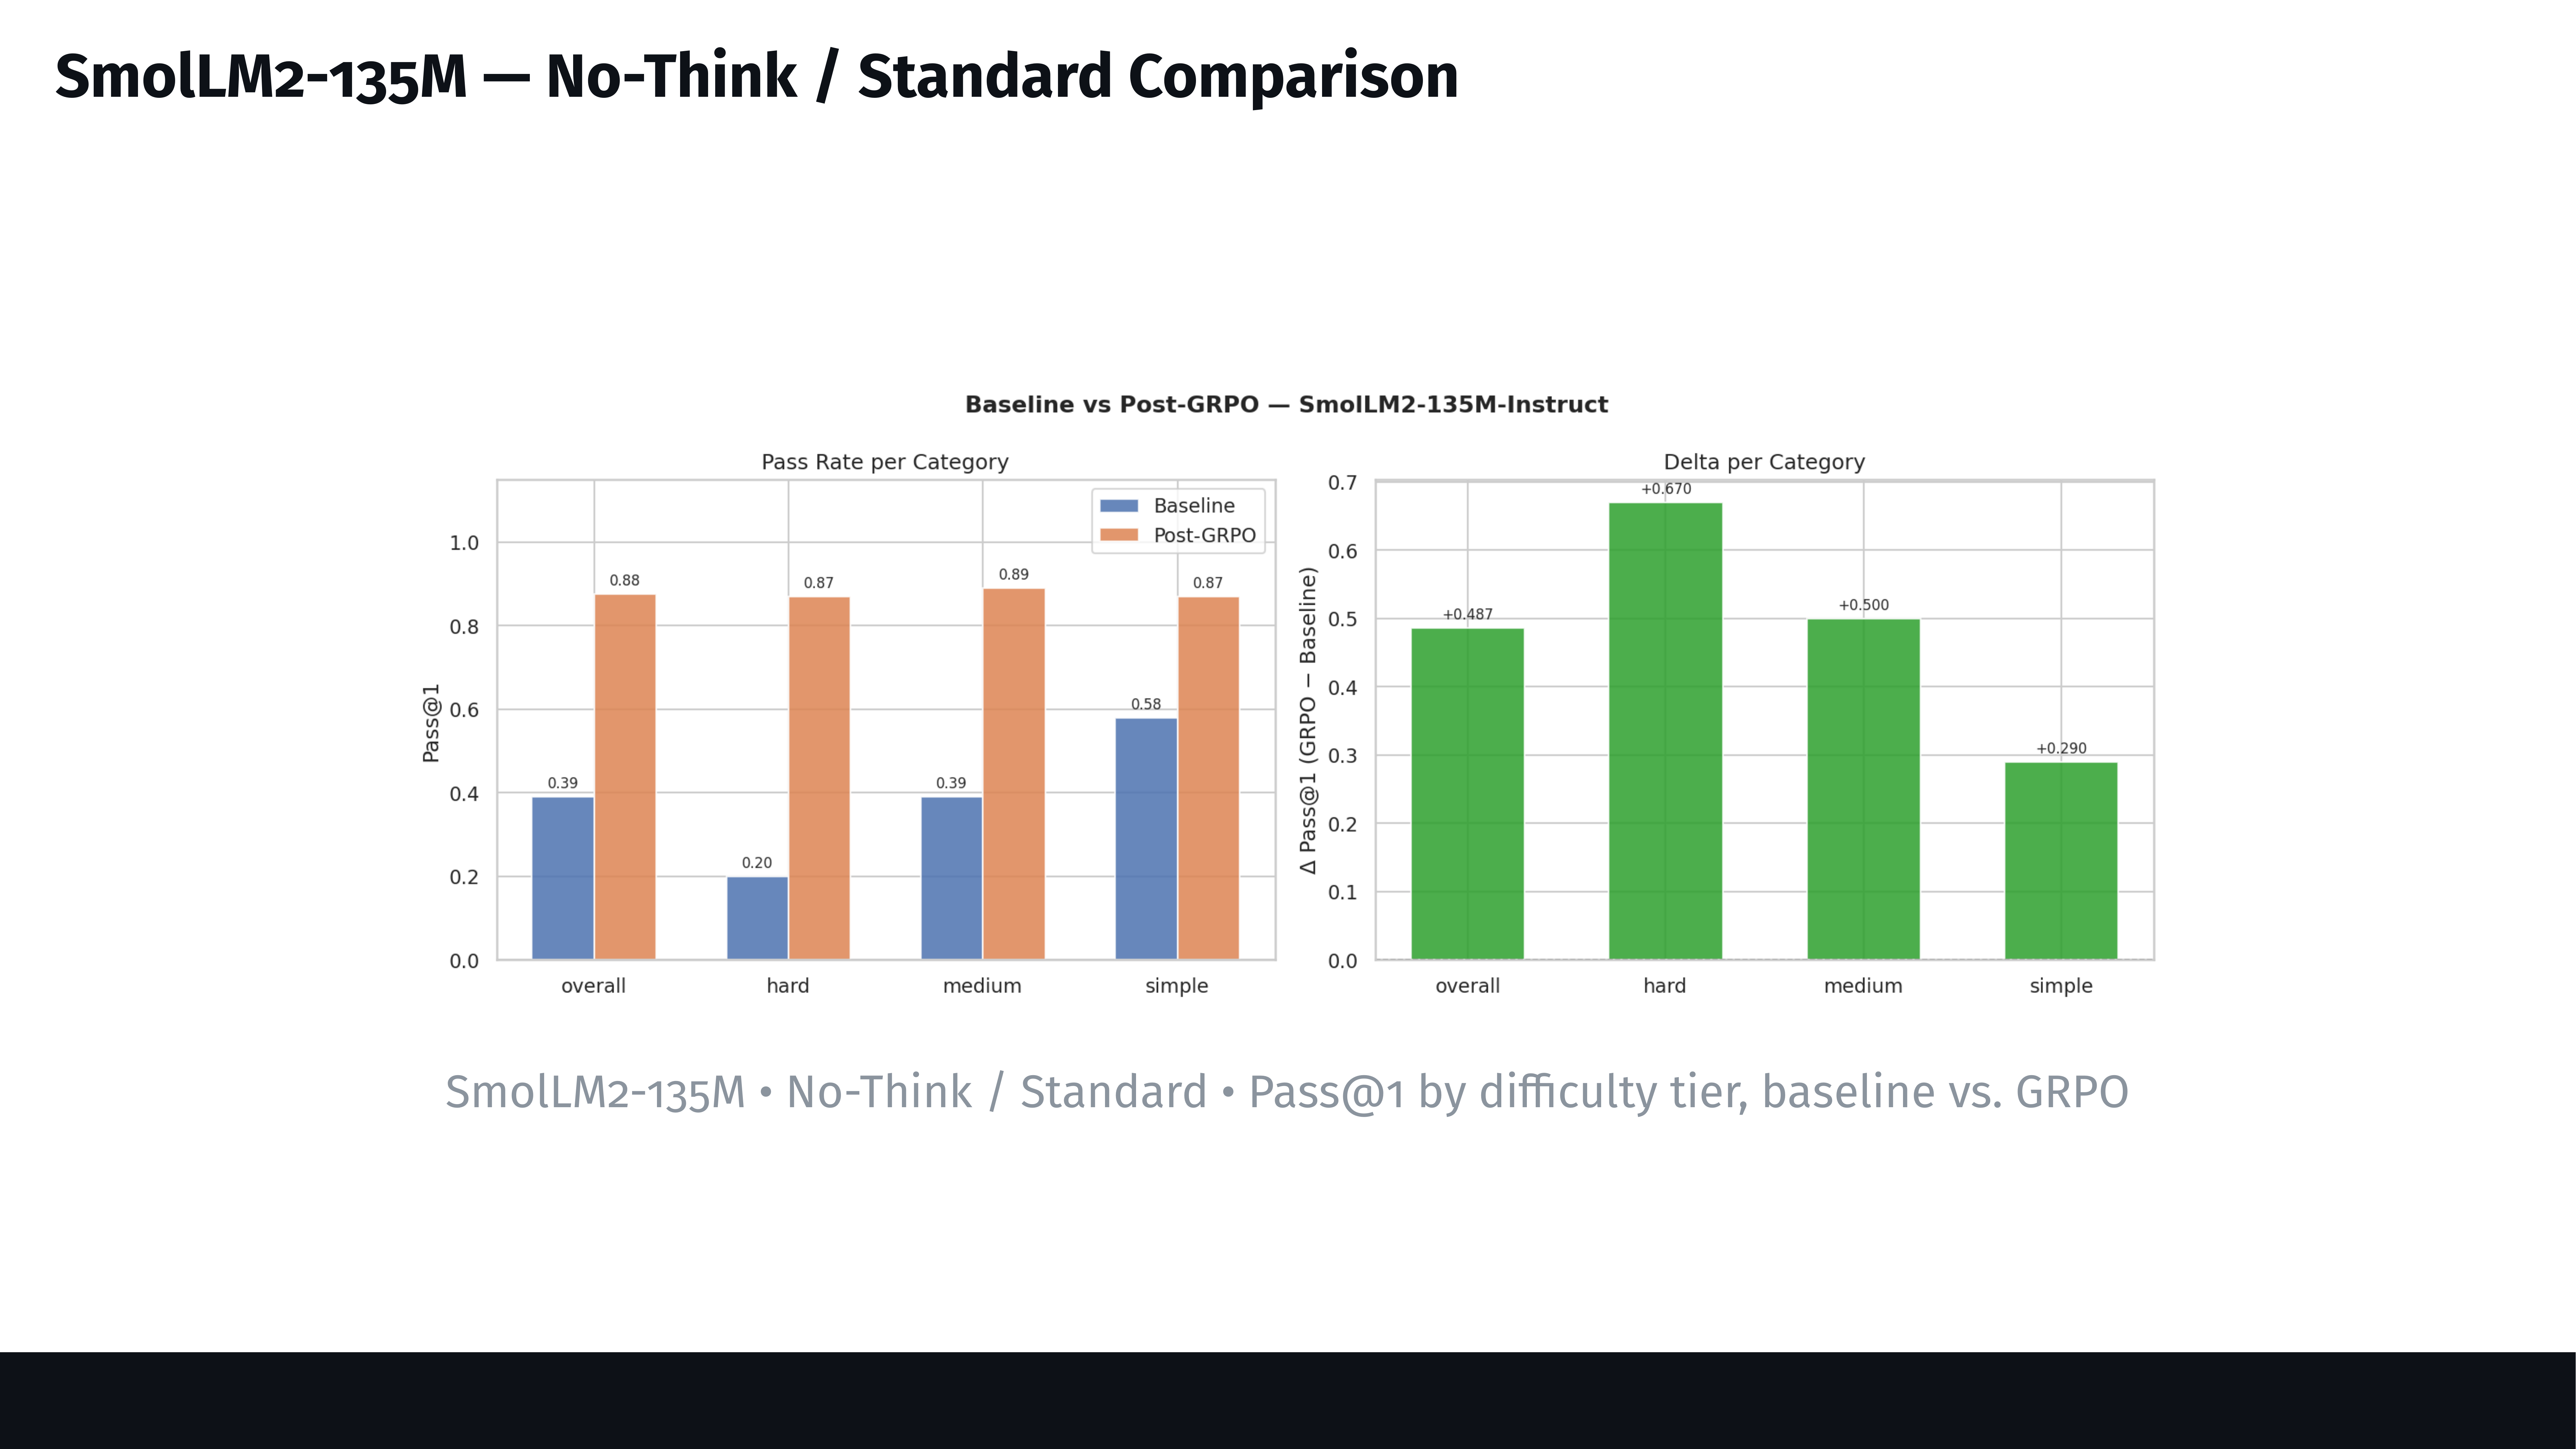 SmolLM2-135M — No-Think / Standard Comparison
Baseline vs Post-GRPO — SmolLM2-135M-Instruct
Pass Rate per Category
Pass@1
1.0
0.8
0.6
0.4
0.2
0.0
Baseline
Post-GRPO
0.39
0.88
0.20
0.87
0.39
0.89
0.58
0.87
overall
hard
medium
simple
Delta per Category
Δ Pass@1 (GRPO − Baseline)
0.7
0.6
0.5
0.4
0.3
0.2
0.1
0.0
+0.487
+0.670
+0.500
+0.290
overall
hard
medium
simple
SmolLM2-135M • No-Think / Standard • Pass@1 by difficulty tier, baseline vs. GRPO